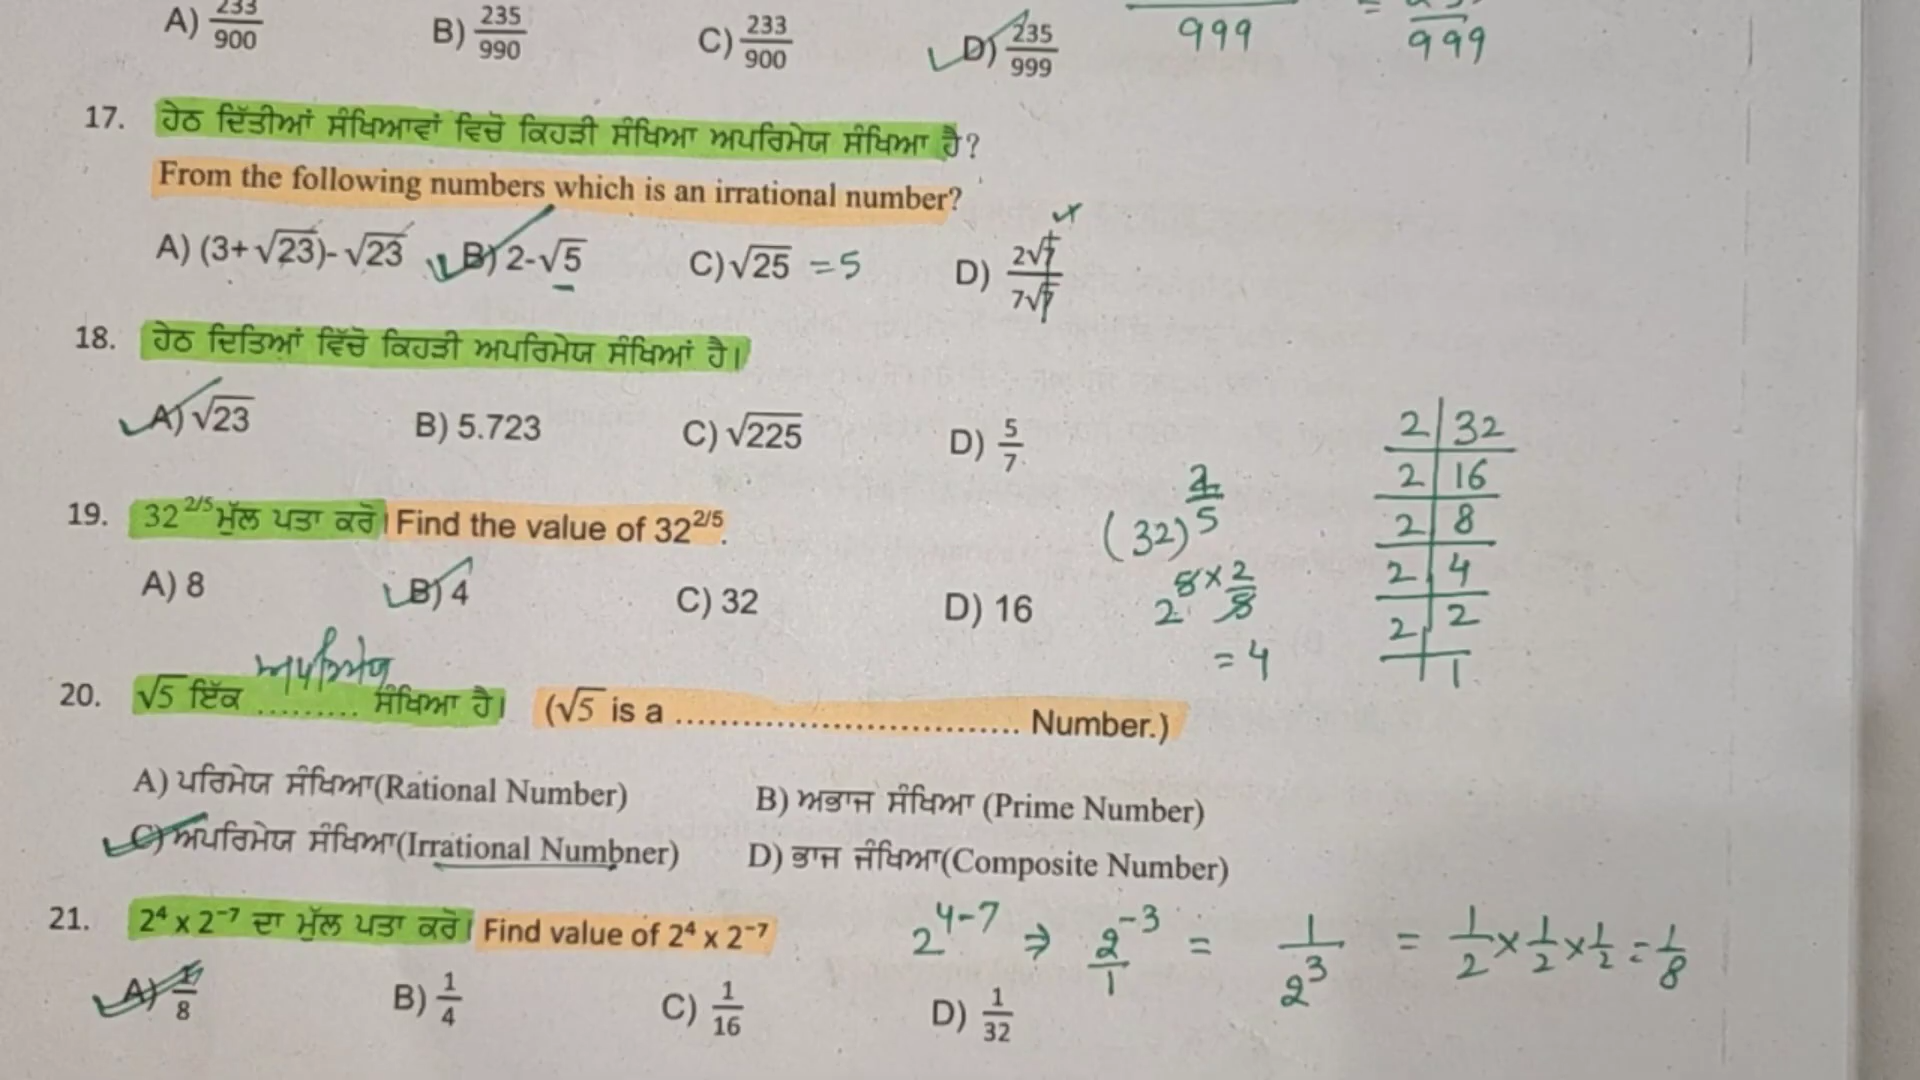 A) 233/900 B) 235/990 C) 233/900 D) 235/999 999 = 999
17. ਹੇਠ ਦਿੱਤੀਆਂ ਸੰਖਿਆਵਾਂ ਵਿਚੋਂ ਕਿਹੜੀ ਸੰਖਿਆ ਅਪਰਿਮੇਯ ਸੰਖਿਆ ਹੈ?
From the following numbers which is an irrational number?
A) (3+√23)-√23 B) 2-√5 C) √25 = 5 D) 2√7/7√7
18. ਹੇਠ ਦਿਤਿਆਂ ਵਿੱਚੋ ਕਿਹੜੀ ਅਪਰਿਮੇਯ ਸੰਖਿਆਂ ਹੈ।
A) √23 B) 5.723 C) √225 D) 5/7
2|32
2|16
2|8
2|4
2|2
|1
19. 32^2/5 ਮੁੱਲ ਪਤਾ ਕਰੋ। Find the value of 32^2/5.
(32)^2/5
A) 8 B) 4 C) 32 D) 16
2^5×2/5
= 4
ਅਪਰਿਮੇਯ
20. √5 ਇੱਕ ......... ਸੰਖਿਆ ਹੈ। (√5 is a .................................. Number.)
A) ਪਰਿਮੇਯ ਸੰਖਿਆ(Rational Number) B) ਅਭਾਜ ਸੰਖਿਆ (Prime Number)
C) ਅਪਰਿਮੇਯ ਸੰਖਿਆ(Irrational Numbner) D) ਭਾਜ ਜੰਖਿਆ(Composite Number)
21. 2⁴ x 2⁻⁷ ਦਾ ਮੁੱਲ ਪਤਾ ਕਰੋ। Find value of 2⁴ x 2⁻⁷
2^4-7 ⇒ 2^-3/1 = 1/2^3 = 1/2 × 1/2 × 1/2 = 1/8
A) 1/8 B) 1/4 C) 1/16 D) 1/32